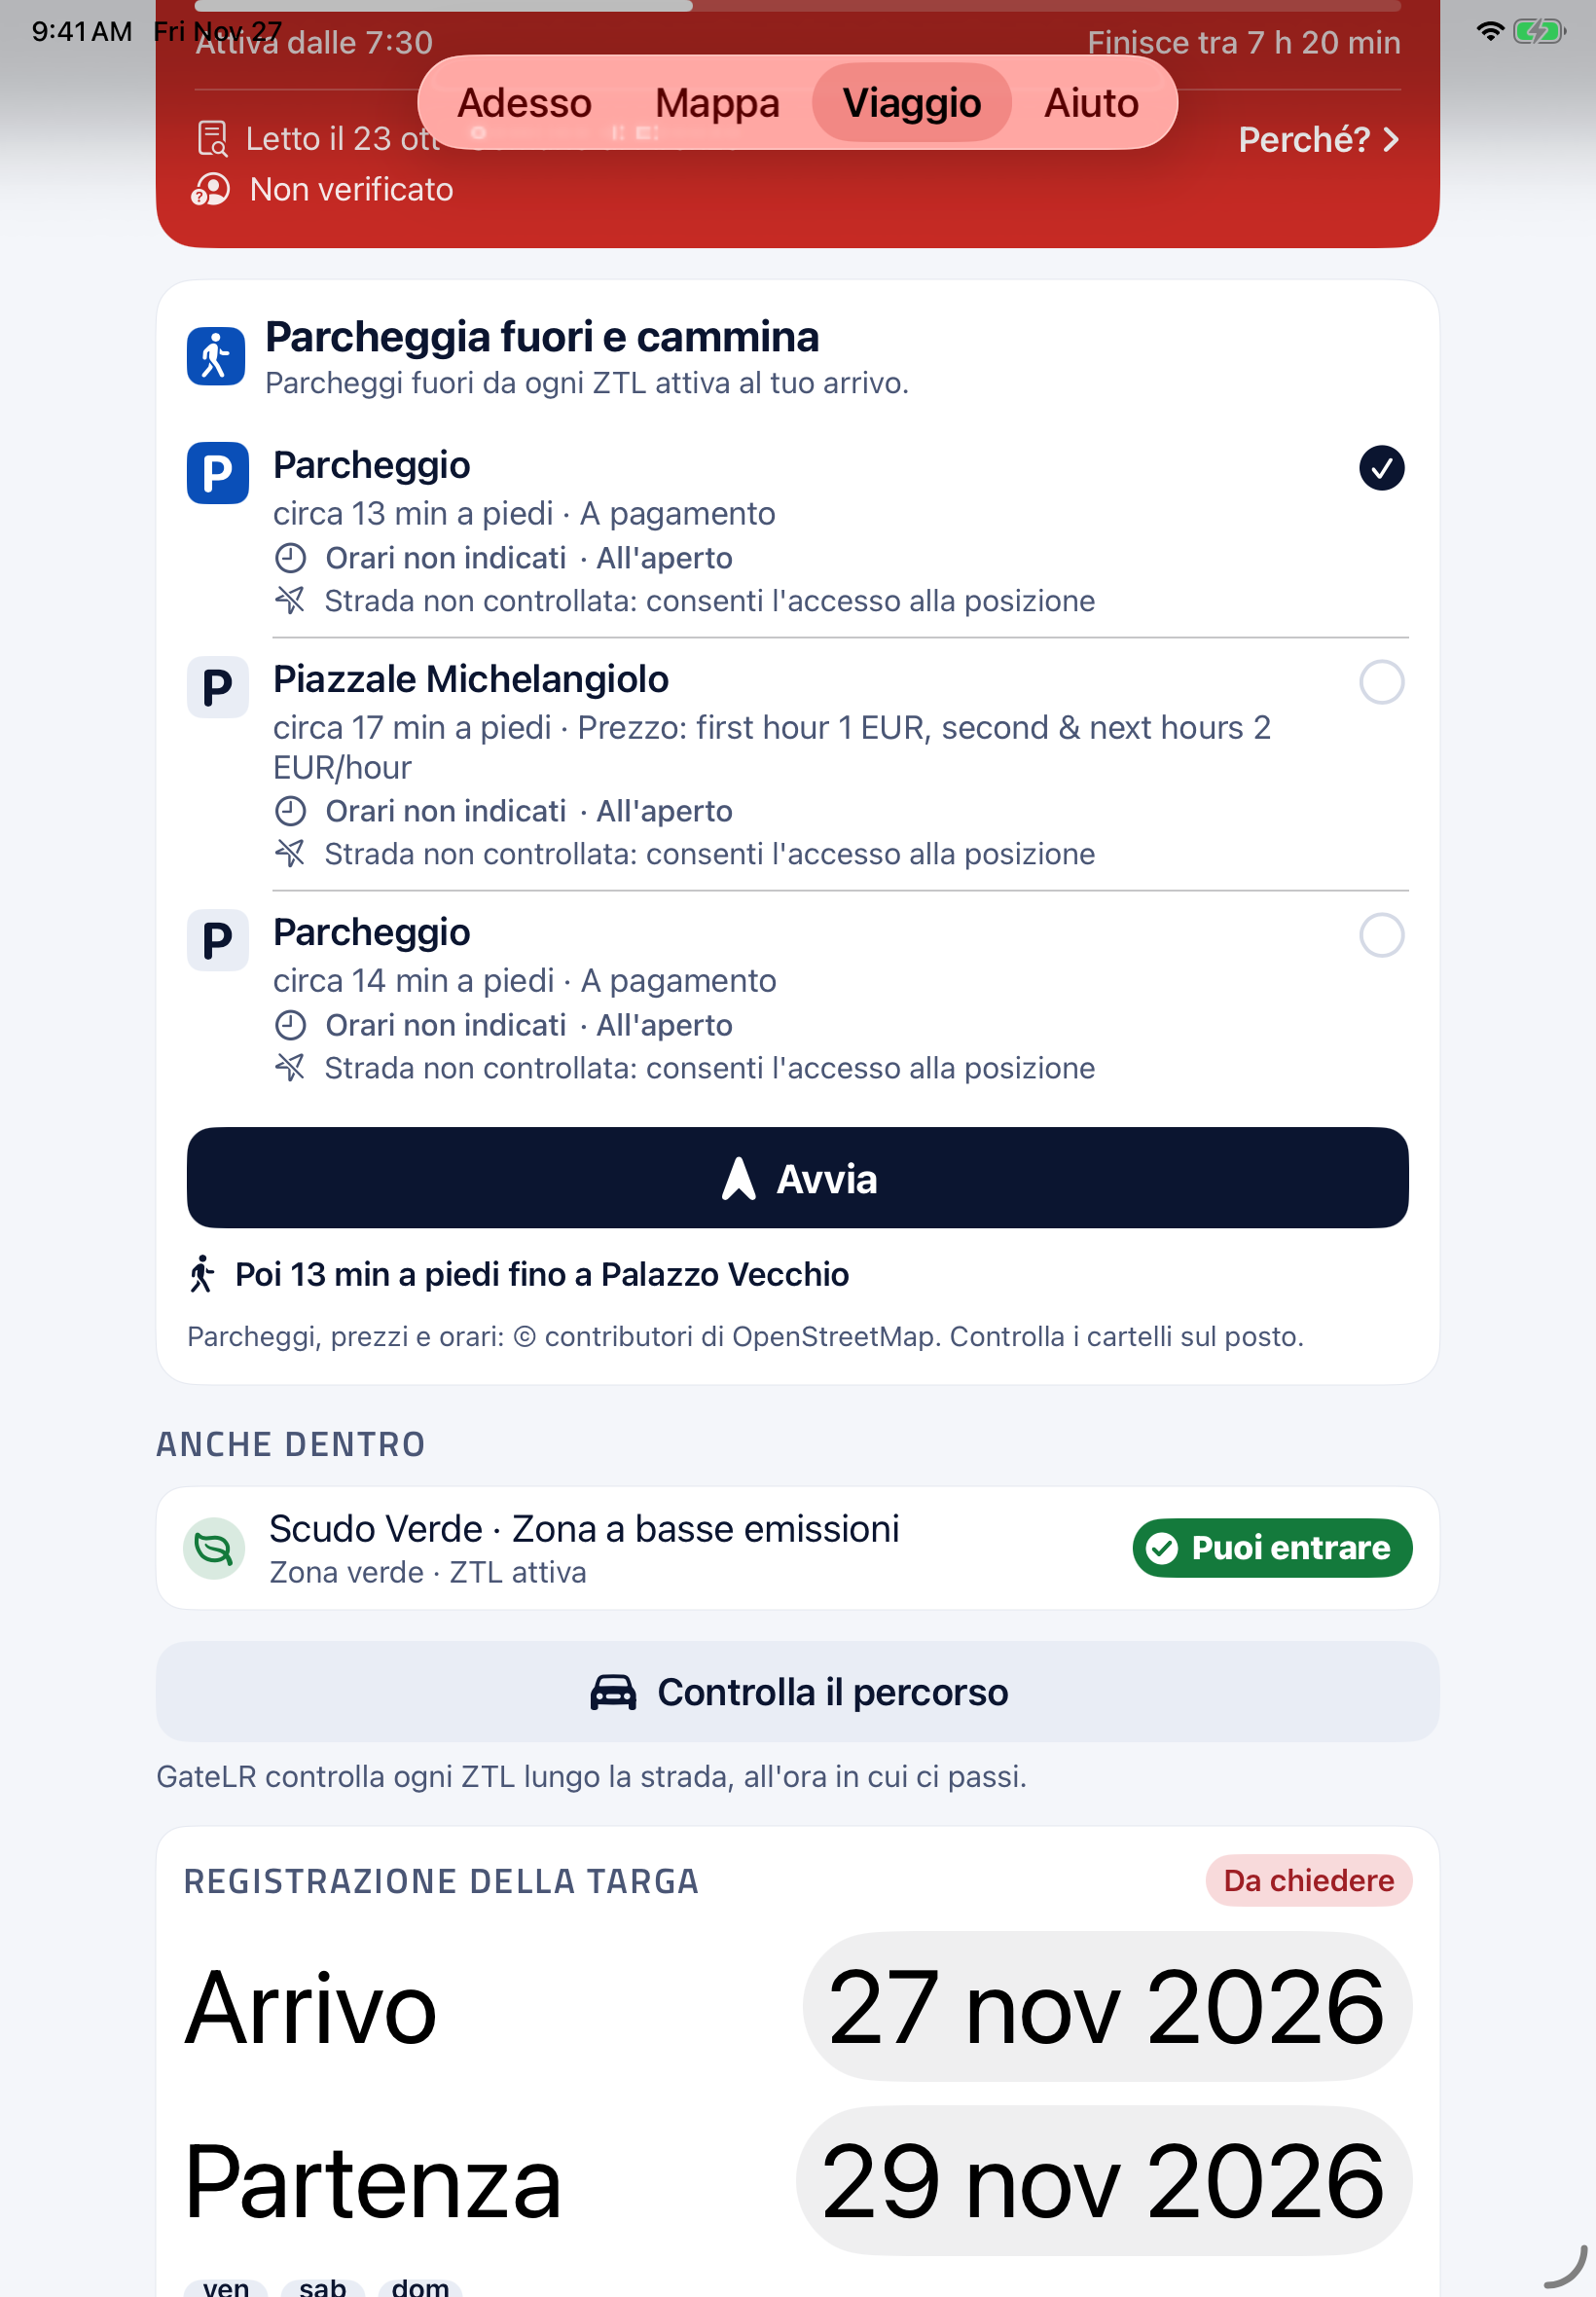 9:41 AM Fri Nov 27
Attiva dalle 7:30
Finisce tra 7 h 20 min
Adesso
Mappa
Viaggio
Aiuto
Letto il 23 ott
Perché?
Non verificato
Parcheggia fuori e cammina
Parcheggi fuori da ogni ZTL attiva al tuo arrivo.
P
Parcheggio
circa 13 min a piedi · A pagamento
Orari non indicati · All'aperto
Strada non controllata: consenti l'accesso alla posizione
P
Piazzale Michelangiolo
circa 17 min a piedi · Prezzo: first hour 1 EUR, second & next hours 2
EUR/hour
Orari non indicati · All'aperto
Strada non controllata: consenti l'accesso alla posizione
P
Parcheggio
circa 14 min a piedi · A pagamento
Orari non indicati · All'aperto
Strada non controllata: consenti l'accesso alla posizione
Avvia
Poi 13 min a piedi fino a Palazzo Vecchio
Parcheggi, prezzi e orari: © contributori di OpenStreetMap. Controlla i cartelli sul posto.
ANCHE DENTRO
Scudo Verde · Zona a basse emissioni
Zona verde · ZTL attiva
Puoi entrare
Controlla il percorso
GateLR controlla ogni ZTL lungo la strada, all'ora in cui ci passi.
REGISTRAZIONE DELLA TARGA
Da chiedere
Arrivo
27 nov 2026
Partenza
29 nov 2026
ven
sab
dom